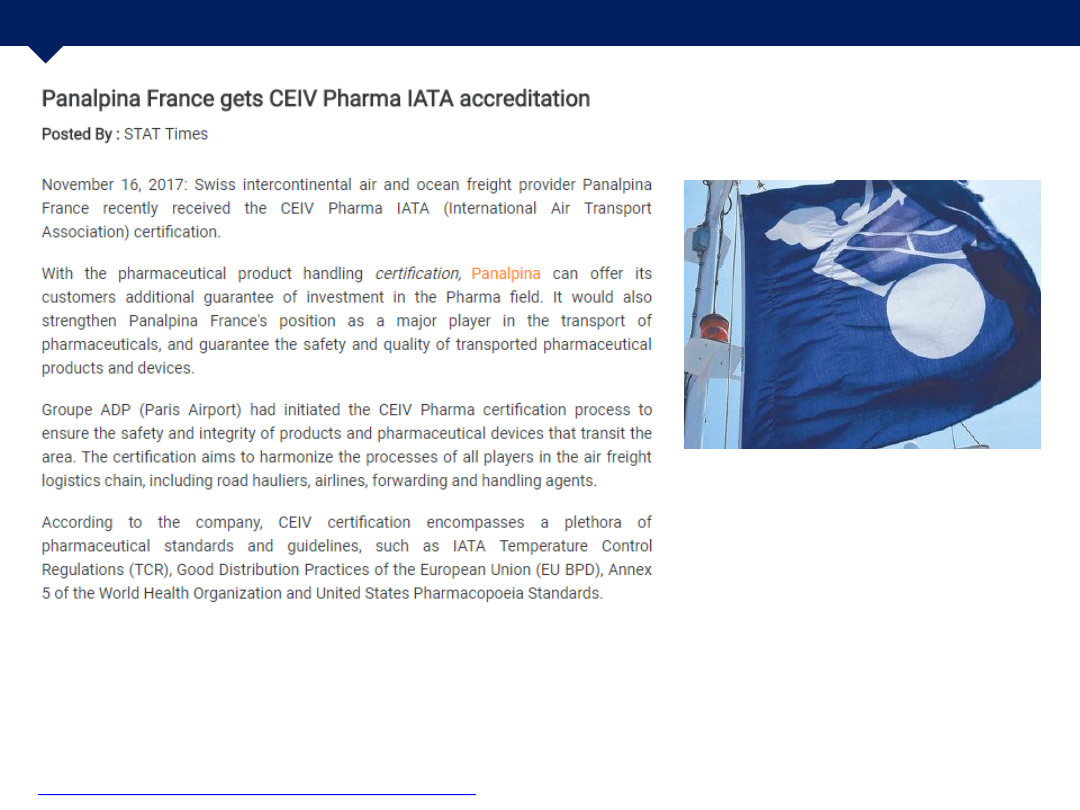 Panalpina France gets CEIV Pharma IATA accreditation
Posted By : STAT Times
November 16, 2017: Swiss intercontinental air and ocean freight provider Panalpina
France recently received the CEIV Pharma IATA (International Air Transport
Association) certification.
With the pharmaceutical product handling certification, Panalpina can offer its
customers additional guarantee of investment in the Pharma field. It would also
strengthen Panalpina France's position as a major player in the transport of
pharmaceuticals, and guarantee the safety and quality of transported pharmaceutical
products and devices.
Groupe ADP (Paris Airport) had initiated the CEIV Pharma certification process to
ensure the safety and integrity of products and pharmaceutical devices that transit the
area. The certification aims to harmonize the processes of all players in the air freight
logistics chain, including road hauliers, airlines, forwarding and handling agents.
According to the company, CEIV certification encompasses a plethora of
pharmaceutical standards and guidelines, such as IATA Temperature Control
Regulations (TCR), Good Distribution Practices of the European Union (EU BPD), Annex
5 of the World Health Organization and United States Pharmacopoeia Standards.